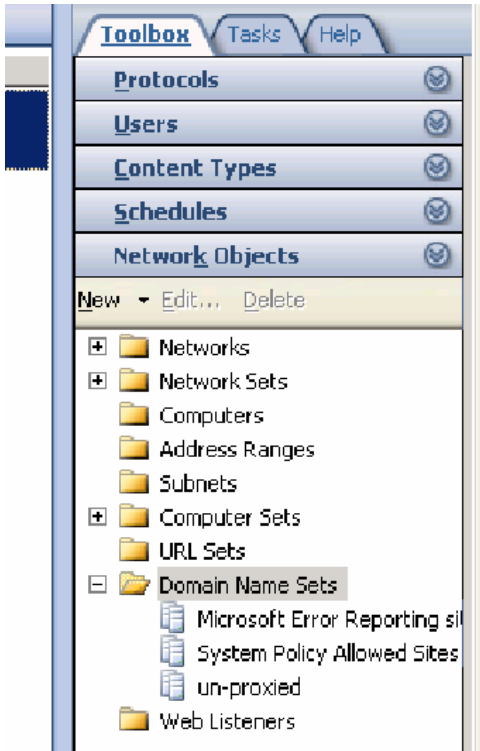 Toolbox Tasks Help
Protocols
Users
Content Types
Schedules
Network Objects
New Edit... Delete
Networks
Network Sets
Computers
Address Ranges
Subnets
Computer Sets
URL Sets
Domain Name Sets
Microsoft Error Reporting si
System Policy Allowed Sites
un-proxied
Web Listeners